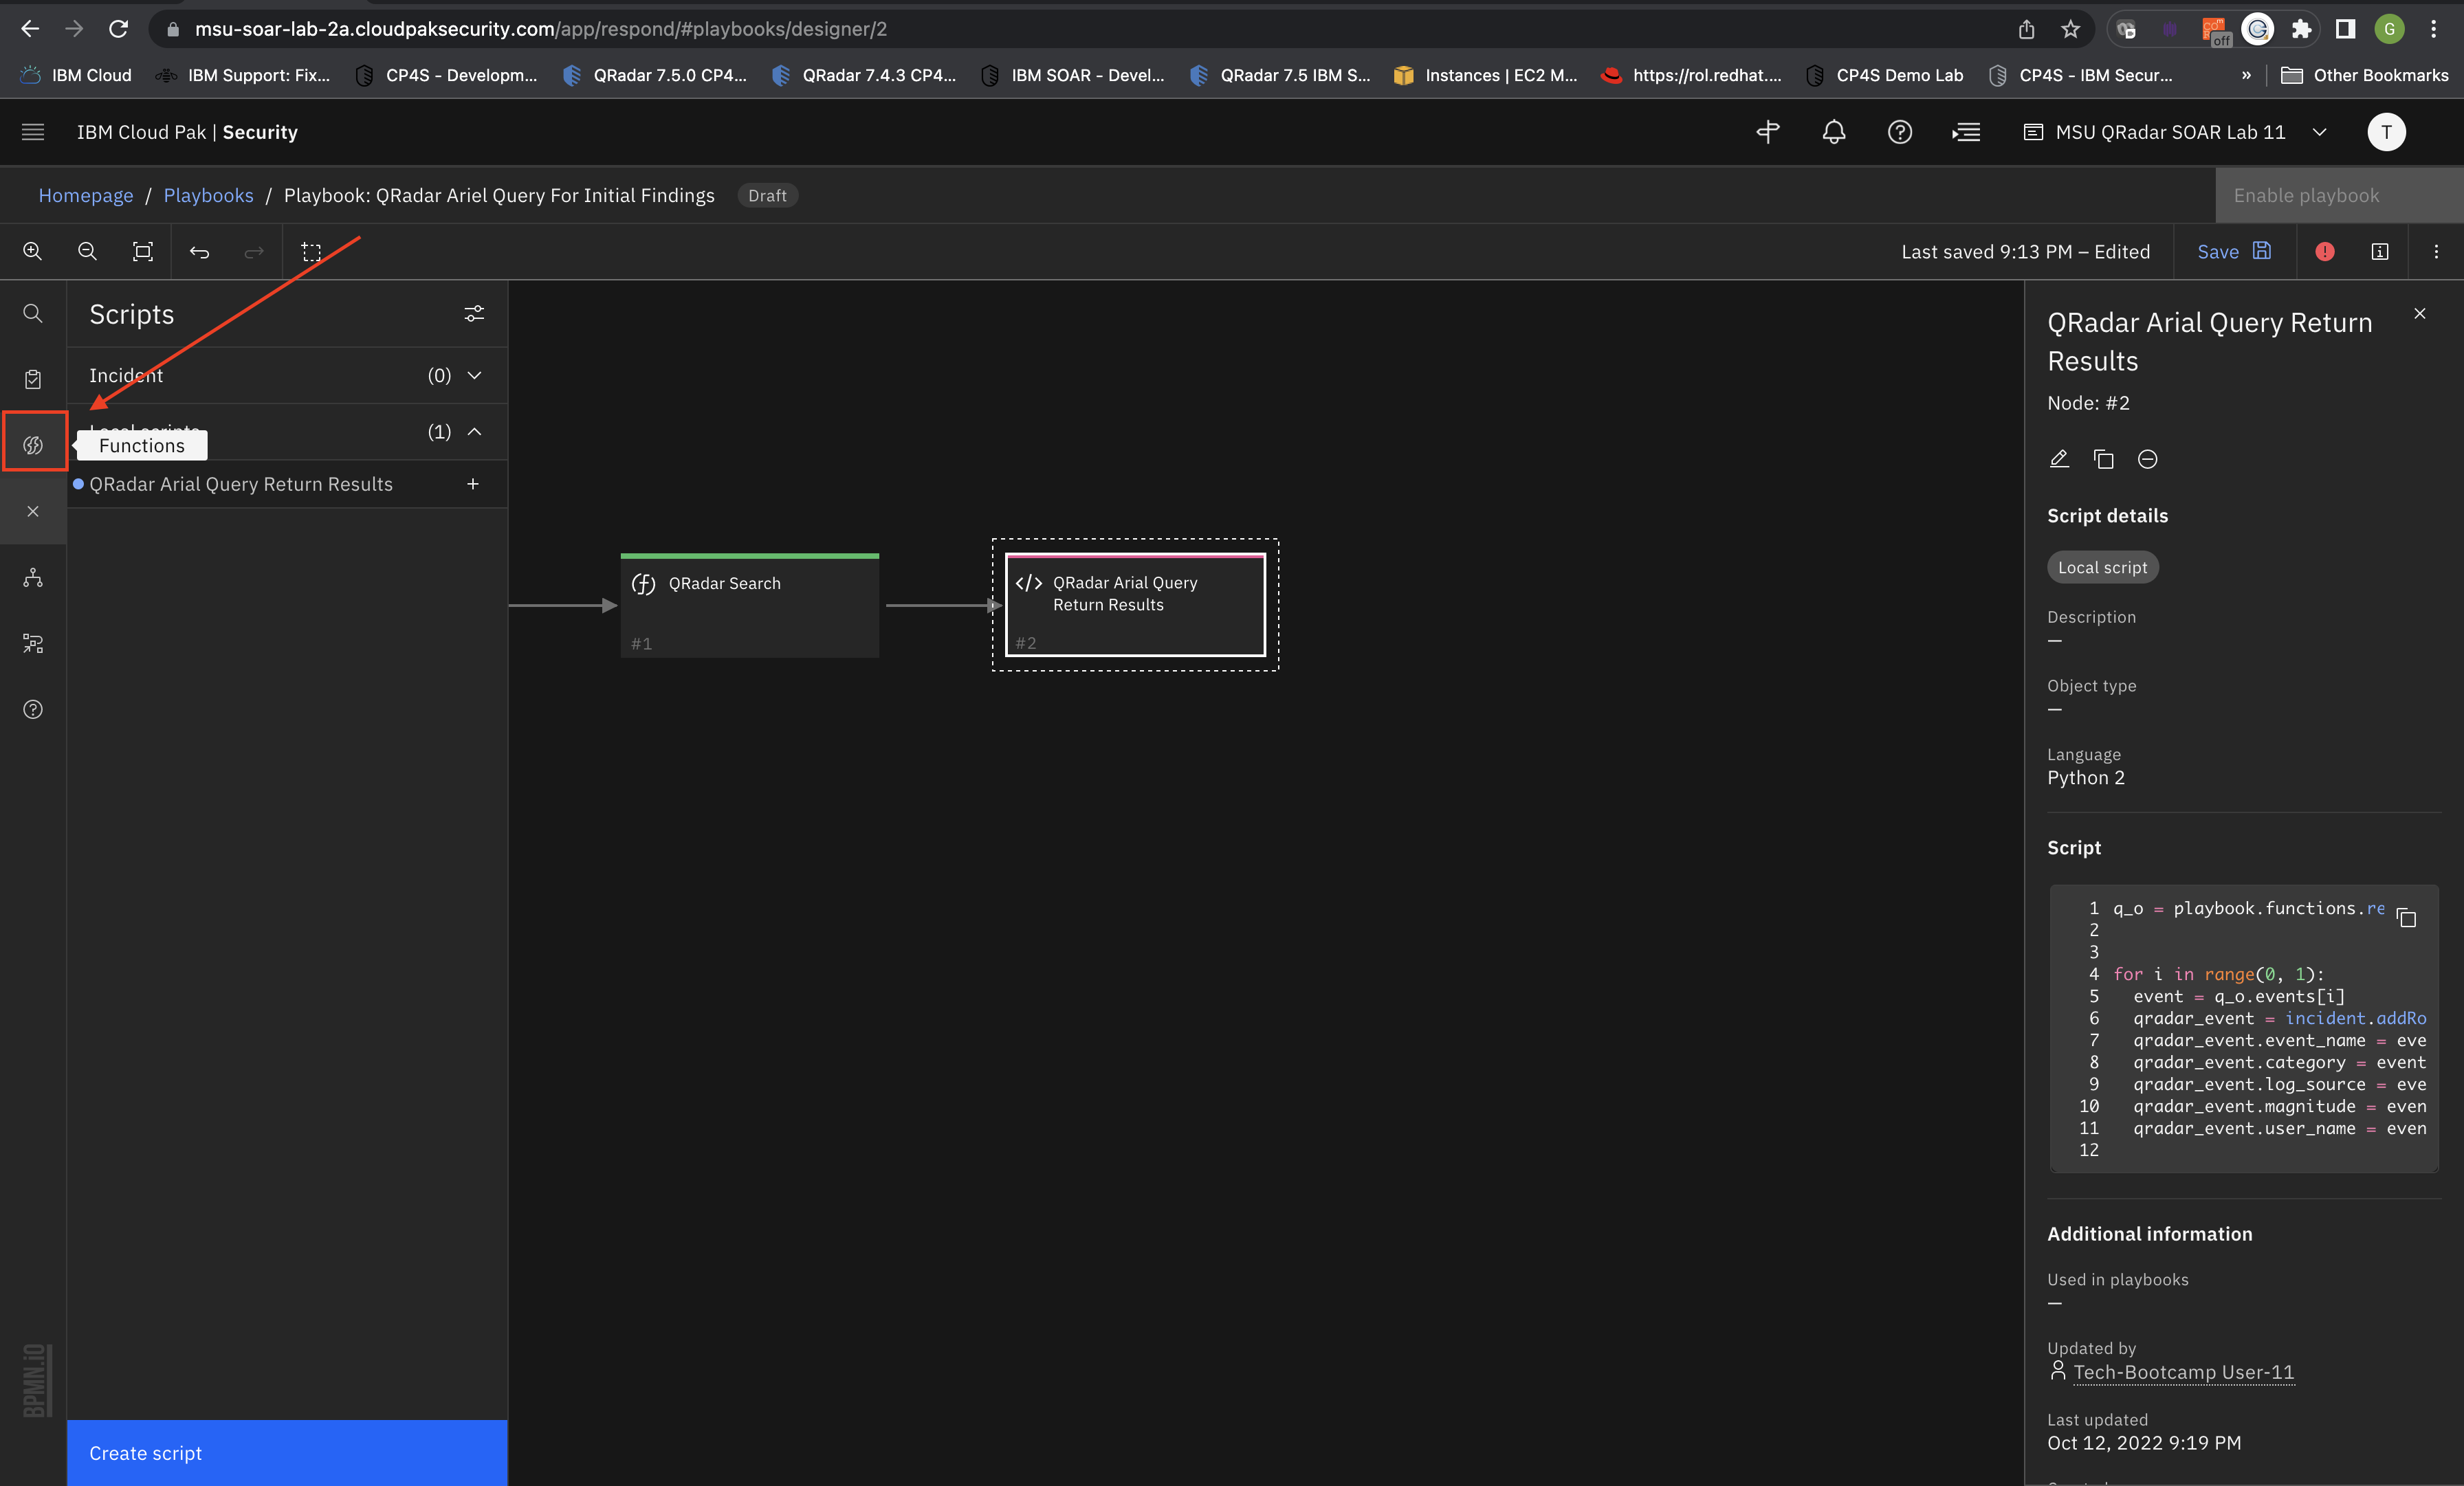 msu-soar-lab-2a.cloudpaksecurity.com/app/respond/#playbooks/designer/2
off
G
IBM Cloud
IBM Support: Fix...
CP4S - Developm...
QRadar 7.5.0 CP4...
QRadar 7.4.3 CP4...
IBM SOAR - Devel...
QRadar 7.5 IBM S...
Instances | EC2 M...
https://rol.redhat....
CP4S Demo Lab
CP4S - IBM Secur...
»
Other Bookmarks
IBM Cloud Pak | Security
MSU QRadar SOAR Lab 11
T
Homepage / Playbooks / Playbook: QRadar Ariel Query For Initial Findings
Draft
Enable playbook
Last saved 9:13 PM – Edited
Save
Scripts
Incident (0)
Local scripts (1)
Functions
QRadar Arial Query Return Results +
Create script
BPMN.iO
QRadar Search
#1
</> QRadar Arial Query
Return Results
#2
QRadar Arial Query Return
Results
Node: #2
Script details
Local script
Description
—
Object type
—
Language
Python 2
Script
1 q_o = playbook.functions.re
2
3
4 for i in range(0, 1):
5 event = q_o.events[i]
6 qradar_event = incident.addRo
7 qradar_event.event_name = eve
8 qradar_event.category = event
9 qradar_event.log_source = eve
10 qradar_event.magnitude = even
11 qradar_event.user_name = even
12
Additional information
Used in playbooks
—
Updated by
Tech-Bootcamp User-11
Last updated
Oct 12, 2022 9:19 PM